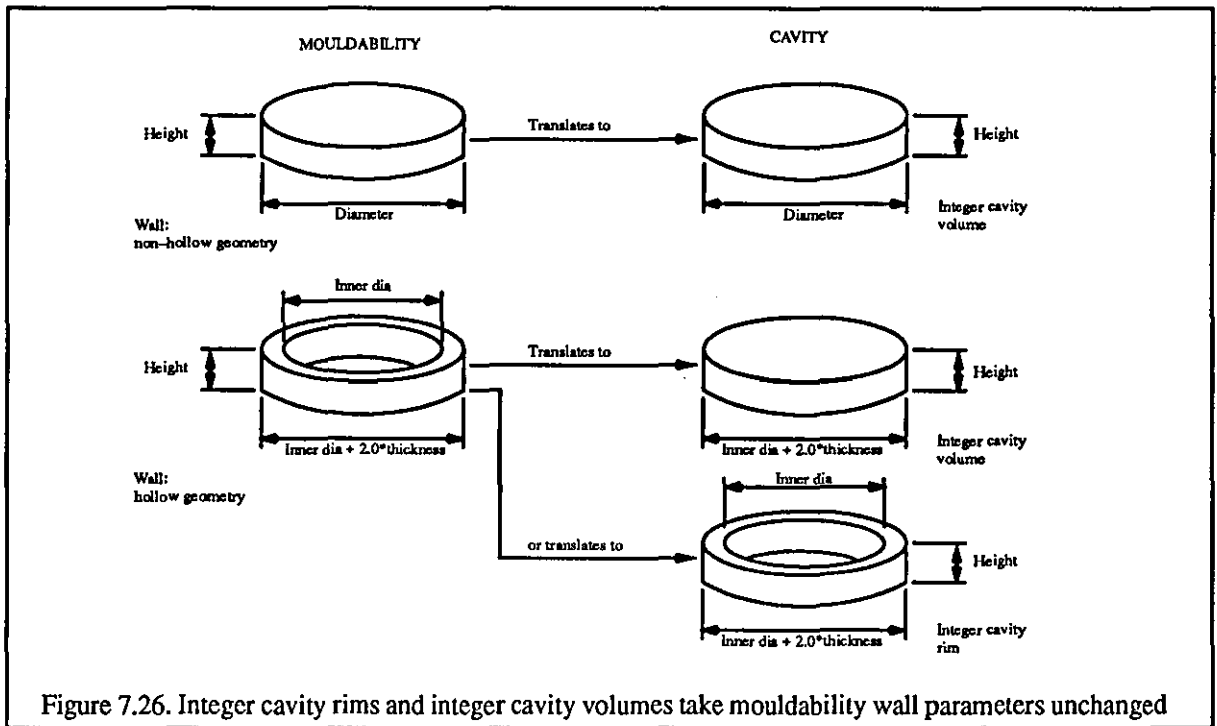 MOULDABILITY
CAVITY
Height
Translates to
Height
Diameter
Diameter
Wall:
non-hollow geometry
Integer cavity
volume
Inner dia
Height
Translates to
Height
Inner dia + 2.0*thickness
Inner dia + 2.0*thickness
Wall:
hollow geometry
Integer cavity
volume
Inner dia
or translates to
Height
Inner dia + 2.0*thickness
Integer cavity
rim
Figure 7.26. Integer cavity rims and integer cavity volumes take mouldability wall parameters unchanged